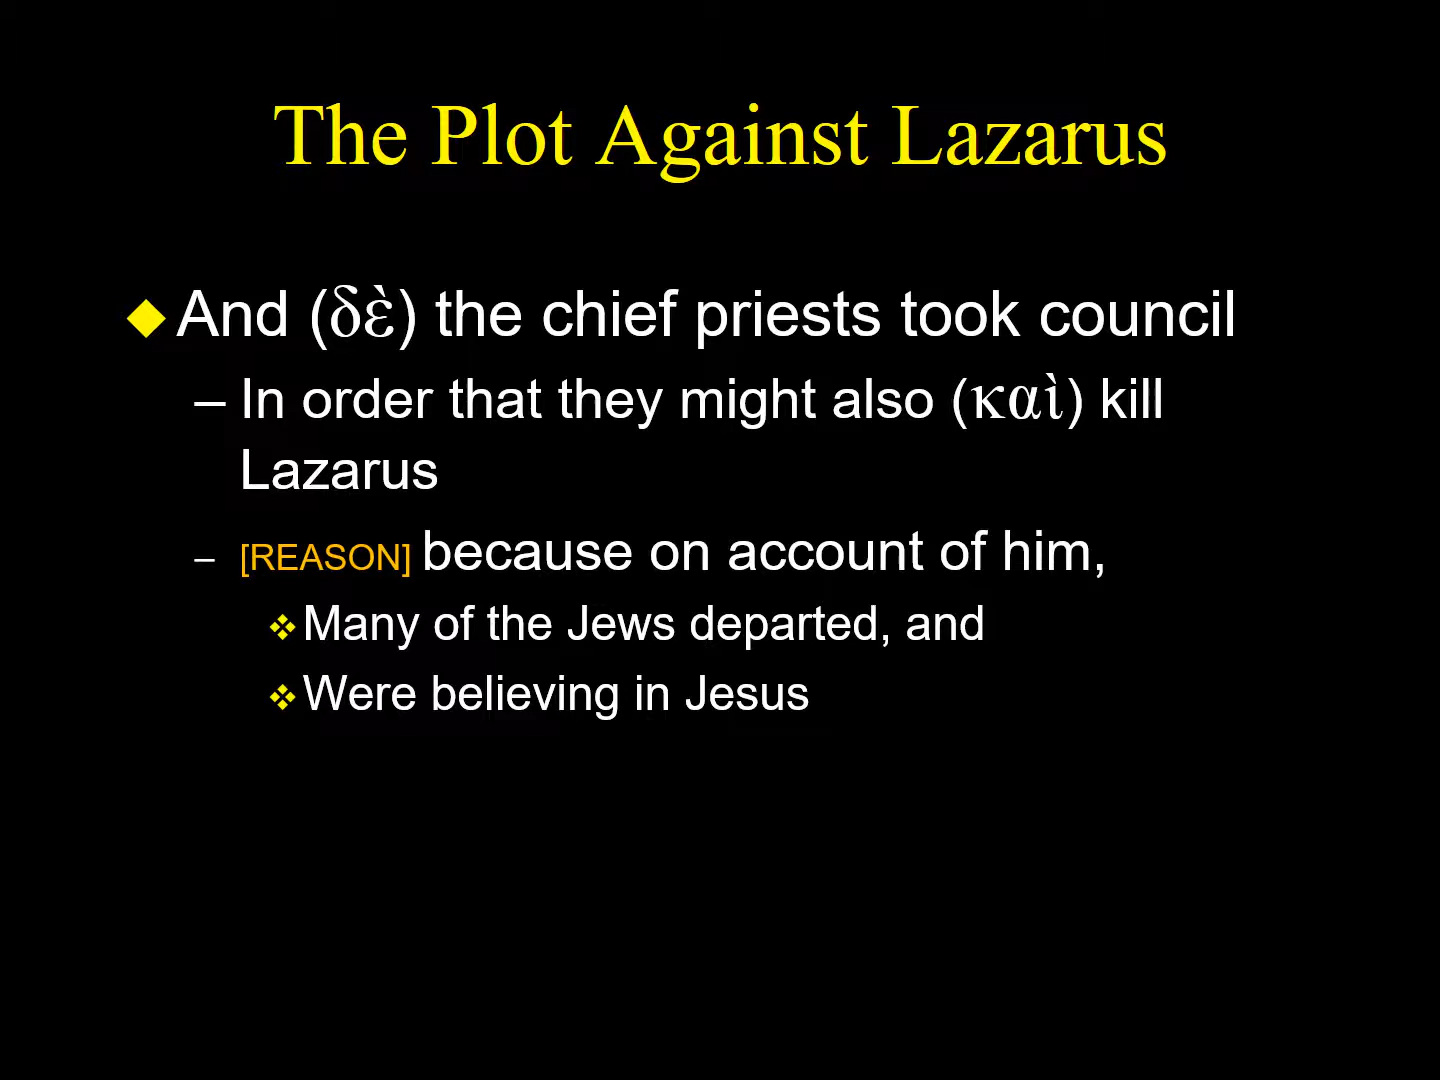 The Plot Against Lazarus
◆ And (δὲ) the chief priests took council
– In order that they might also (καὶ) kill
Lazarus
– [REASON] because on account of him,
❖ Many of the Jews departed, and
❖ Were believing in Jesus